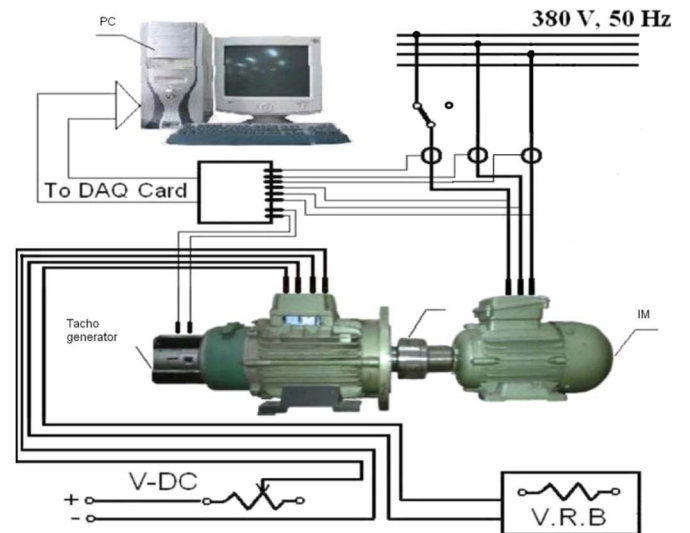 PC
380 V, 50 Hz
To DAQ Card
Tacho
generator
IM
V-DC
+
-
V.R.B